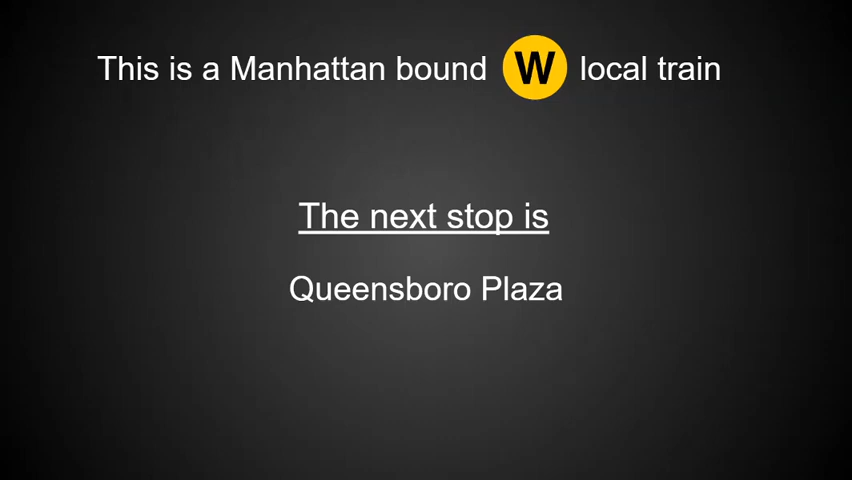 This is a Manhattan bound W local train
The next stop is
Queensboro Plaza